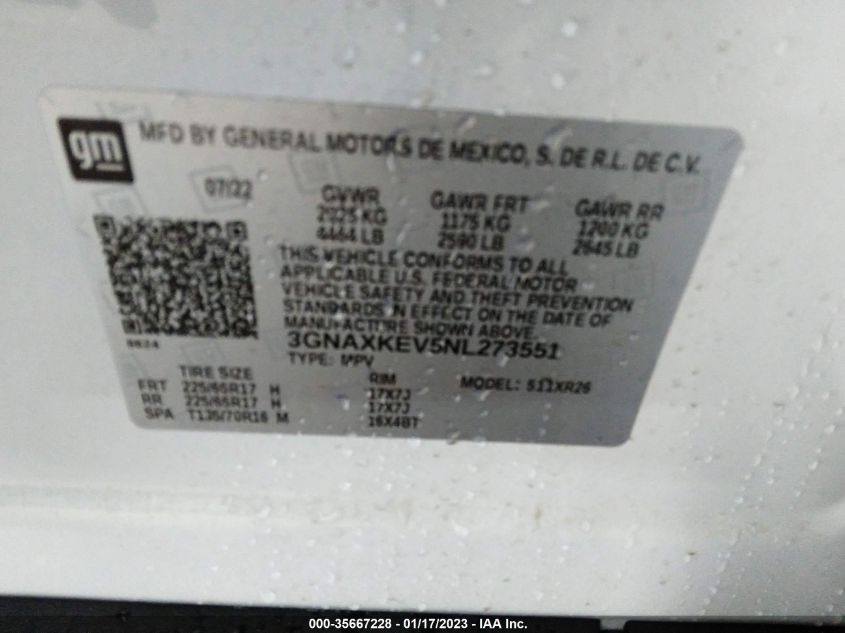 gm
MFD BY GENERAL MOTORS DE MEXICO, S. DE R.L. DE C.V.
07/22 GVWR GAWR FRT GAWR RR
2025 KG 1175 KG 1200 KG
4464 LB 2590 LB 2645 LB
THIS VEHICLE CONFORMS TO ALL
APPLICABLE U.S. FEDERAL MOTOR
VEHICLE SAFETY AND THEFT PREVENTION
STANDARDS IN EFFECT ON THE DATE OF
MANUFACTURE SHOWN ABOVE.
3GNAXKEV5NL273551
TYPE: MPV
TIRE SIZE RIM MODEL: 511XR26
FRT 225/65R17 H 17X7J
RR 225/65R17 H 17X7J
SPA T135/70R16 M 16X4BT
000-35667228 - 01/17/2023 - IAA Inc.